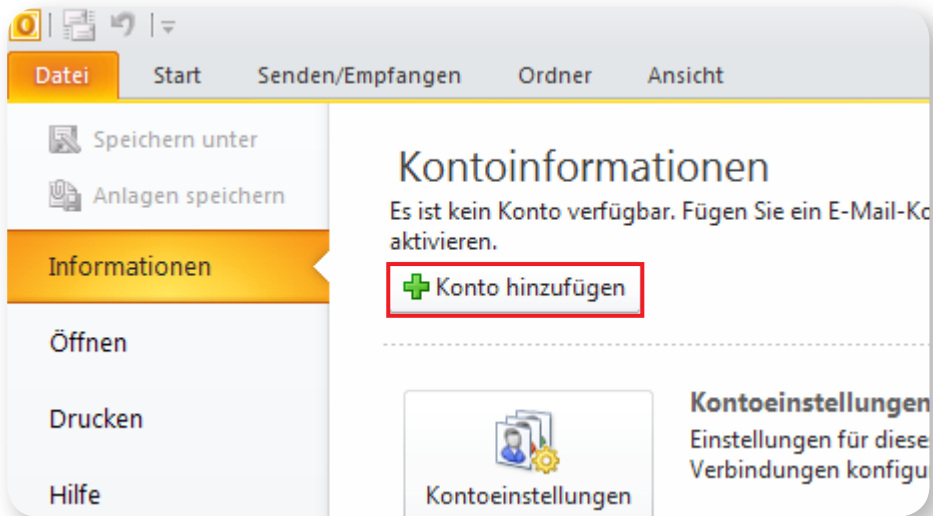 Datei Start Senden/Empfangen Ordner Ansicht
Speichern unter
Anlagen speichern
Informationen
Öffnen
Drucken
Hilfe
Kontoinformationen
Es ist kein Konto verfügbar. Fügen Sie ein E-Mail-Ko
aktivieren.
Konto hinzufügen
Kontoeinstellungen
Kontoeinstellungen
Einstellungen für diese
Verbindungen konfigu